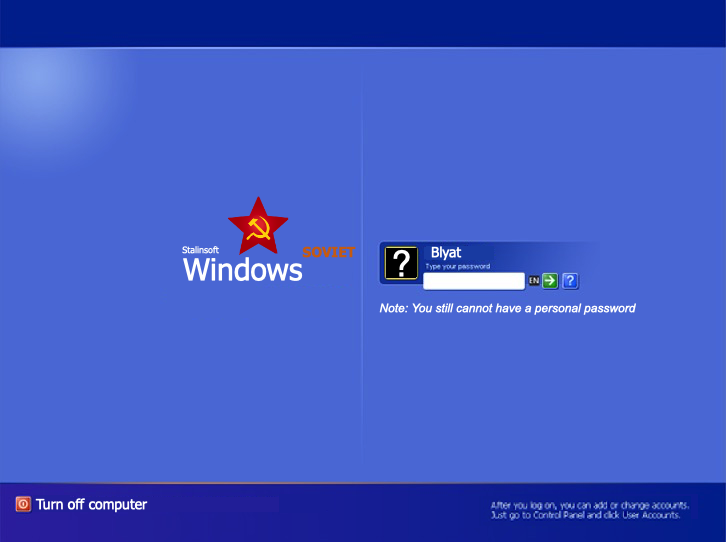 Stalinsoft
Windows SOVIET
Blyat
Type your password
EN
?
Note: You still cannot have a personal password
Turn off computer
After you log on, you can add or change accounts.
Just go to Control Panel and click User Accounts.